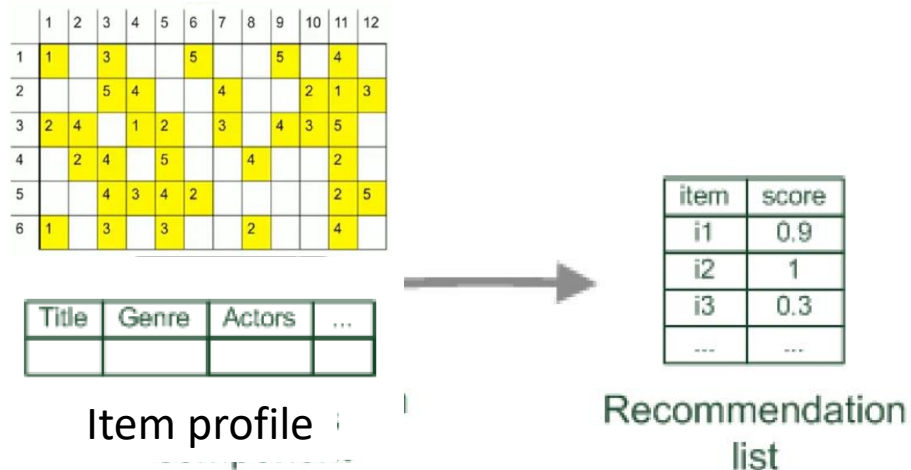 1 2 3 4 5 6 7 8 9 10 11 12
1 1 3 5 5 4
2 5 4 4 2 1 3
3 2 4 1 2 3 4 3 5
4 2 4 5 4 2
5 4 3 4 2 2 5
6 1 3 3 2 4
item score
i1 0.9
i2 1
i3 0.3
... ...
Title Genre Actors ...
Item profile
Recommendation
list